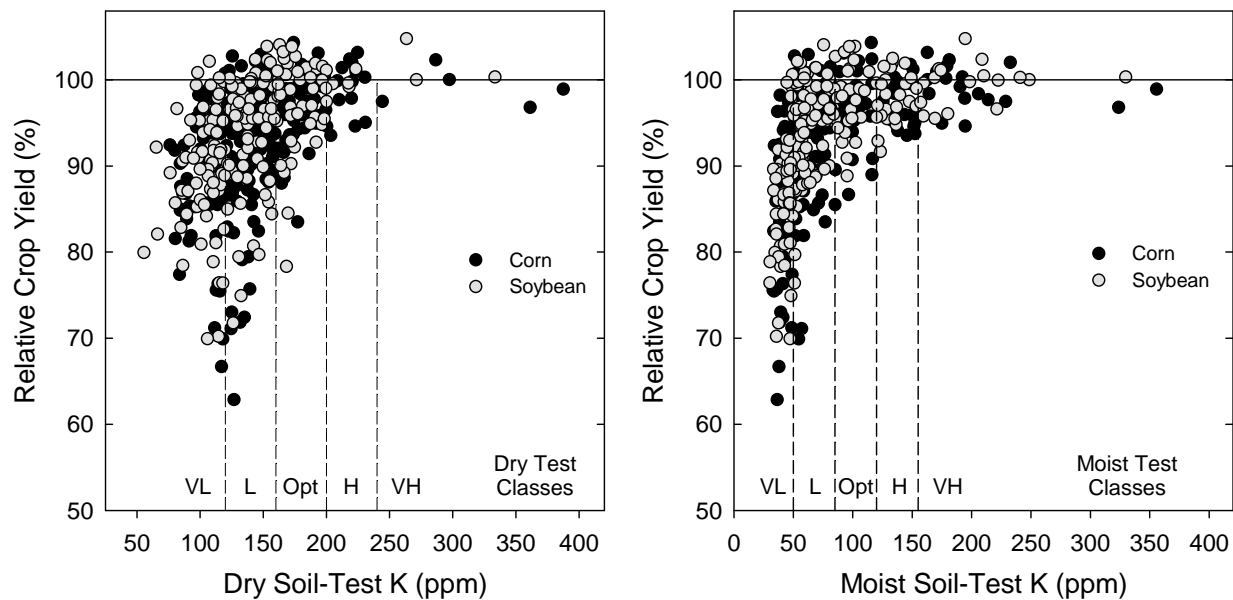 Relative Crop Yield (%)
100
90
80
70
60
50
Corn
Soybean
VL L Opt H VH
Dry Test
Classes
50 100 150 200 250 300 350 400
Dry Soil-Test K (ppm)
Relative Crop Yield (%)
100
90
80
70
60
50
Corn
Soybean
VL L Opt H VH
Moist Test
Classes
0 50 100 150 200 250 300 350 400
Moist Soil-Test K (ppm)